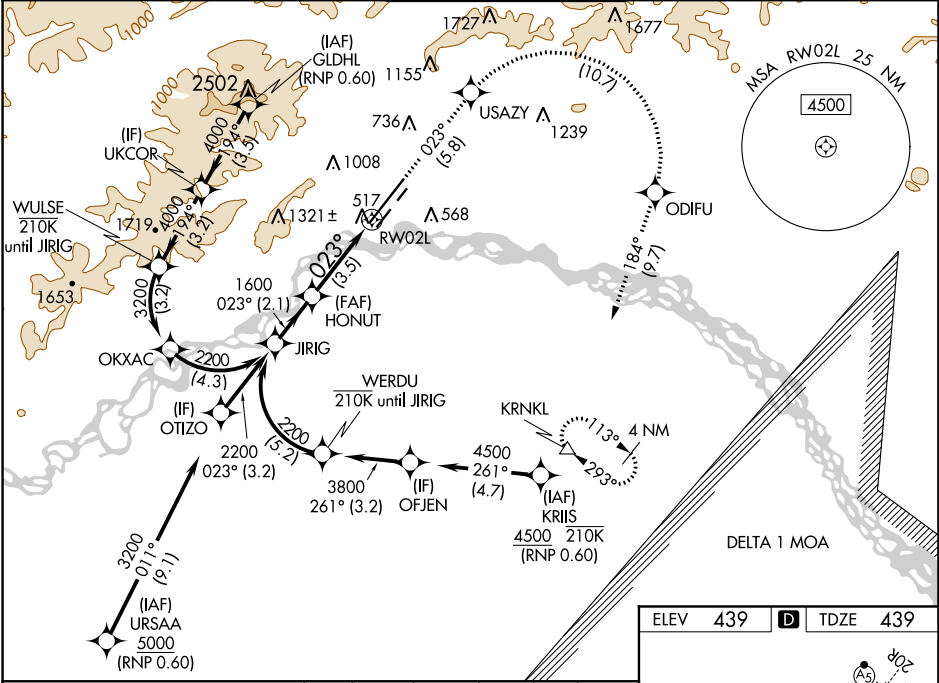 1000
1727
1677
(IAF)
GLDHL
(RNP 0.60)
2502
1155
(10.7)
MSA RW02L 25 NM
4500
1000
4000
194°
(3.5)
USAZY
1239
736
(IF)
UKCOR
023°
(5.8)
1008
WULSE
210K
until JIRIG
4000
194°
(3.2)
1719
1321±
517
568
RW02L
ODIFU
184°
(9.7)
1653
3200
(3.2)
1600
023° (2.1)
023°
(3.5)
(FAF)
HONUT
OKXAC
2200
(4.3)
JIRIG
(IF)
OTIZO
2200
023° (3.2)
WERDU
210K until JIRIG
2200
(5.2)
3800
261° (3.2)
(IF)
OFJEN
4500
261°
(4.7)
KRNKL
113°
4 NM
293°
(IAF)
KRIIS
4500 210K
(RNP 0.60)
DELTA 1 MOA
3200
011°
(9.1)
(IAF)
URSAA
5000
(RNP 0.60)
ELEV 439 D TDZE 439
A5
20R